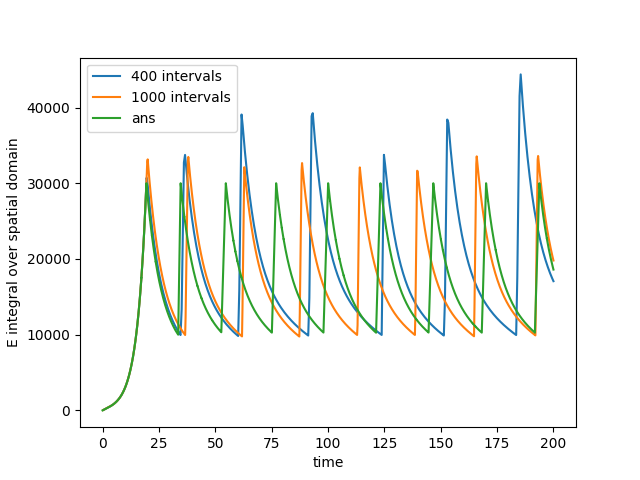 400 intervals
1000 intervals
ans
E integral over spatial domain
40000
30000
20000
10000
0
0 25 50 75 100 125 150 175 200
time